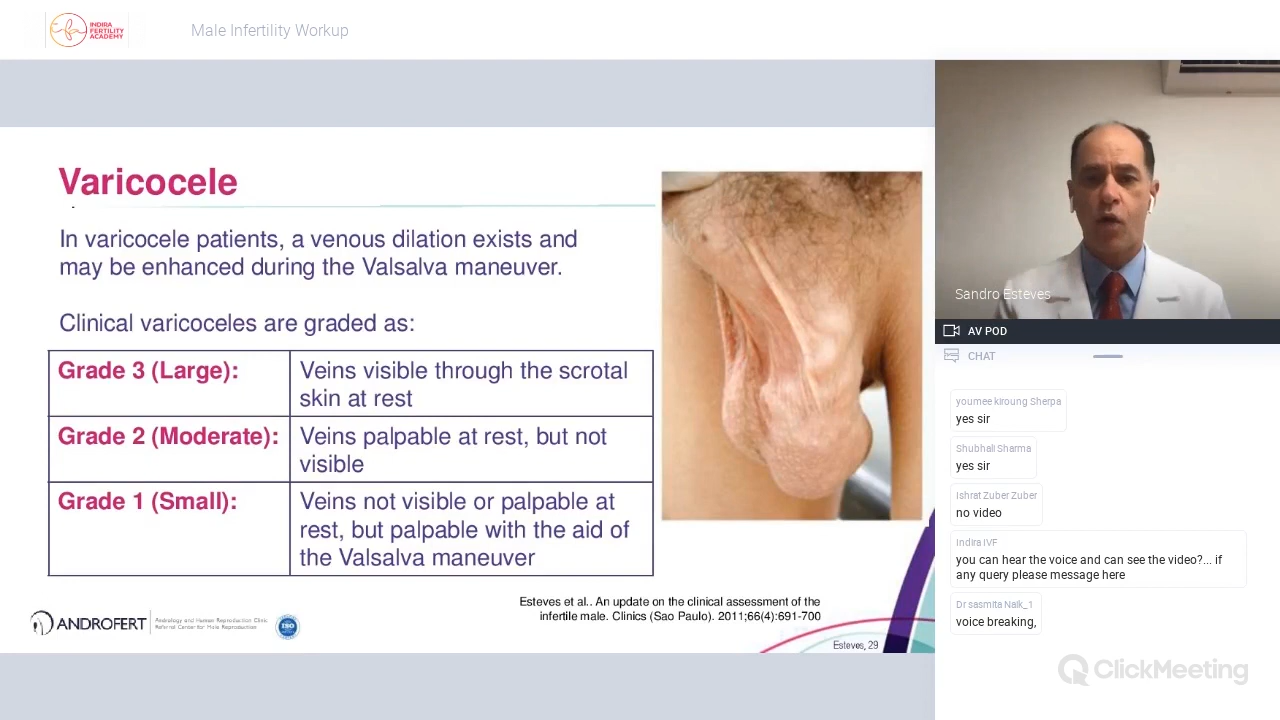 INDIRA
FERTILITY
ACADEMY
Male Infertility Workup
Varicocele
In varicocele patients, a venous dilation exists and
may be enhanced during the Valsalva maneuver.
Clinical varicoceles are graded as:
Grade 3 (Large):
Veins visible through the scrotal
skin at rest
Grade 2 (Moderate):
Veins palpable at rest, but not
visible
Grade 1 (Small):
Veins not visible or palpable at
rest, but palpable with the aid of
the Valsalva maneuver
Esteves et al.. An update on the clinical assessment of the
infertile male. Clinics (Sao Paulo). 2011;66(4):691-700
ANDROFERT
Andrology and Human Reproduction Clinic
Referral Center for Male Reproduction
ISO
Esteves, 29
Sandro Esteves
AV POD
CHAT
youmee kiroung Sherpa
yes sir
Shubhali Sharma
yes sir
Ishrat Zuber Zuber
no video
Indira IVF
you can hear the voice and can see the video?... if
any query please message here
Dr sasmita Naik_1
voice breaking,
ClickMeeting